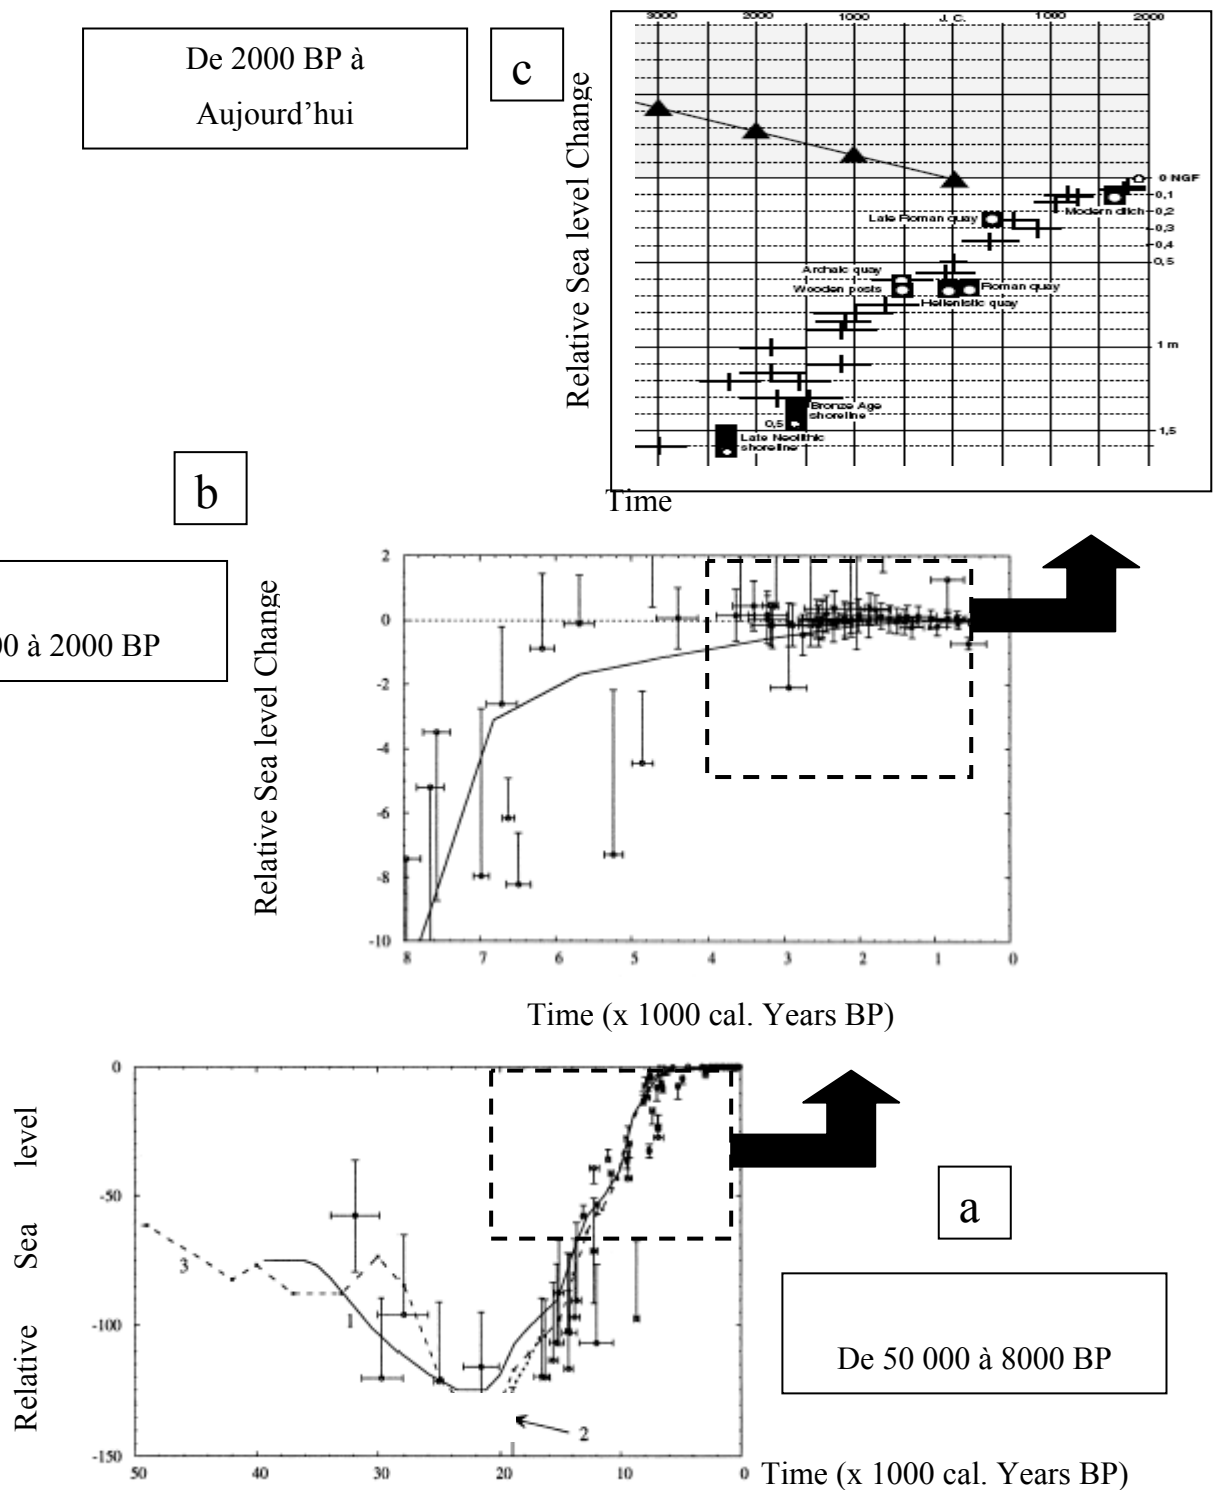 De 2000 BP à
Aujourd’hui
c
3000 2000 1000 J. C. 1000 2000
Relative Sea level Change
0 NGF
0,1
Modern ditch
0,2
Late Roman quay
0,3
0,4
0,5
Archaic quay
Wooden posts
Roman quay
Hellenistic quay
1 m
Bronze Age
shoreline
0,5
1,5
Late Neolithic
shoreline
Time
b
00 à 2000 BP
Relative Sea level Change
2
0
-2
-4
-6
-8
-10
8 7 6 5 4 3 2 1 0
Time (x 1000 cal. Years BP)
Relative Sea level
0
-50
-100
-150
3
1
2
50 40 30 20 10 0
Time (x 1000 cal. Years BP)
a
De 50 000 à 8000 BP